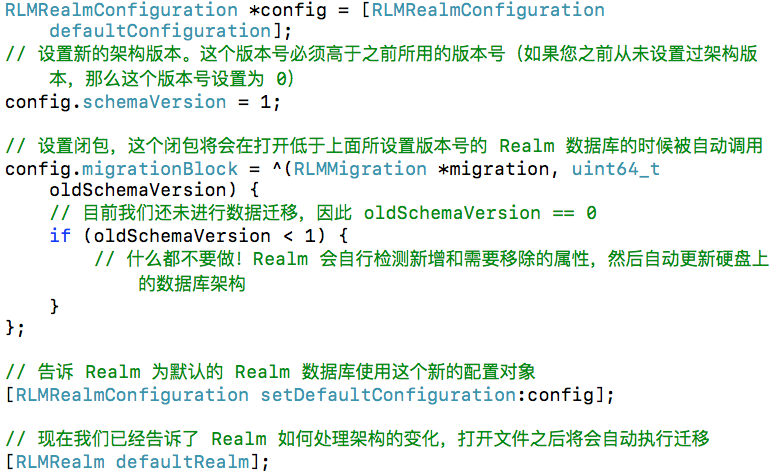 RLMRealmConfiguration *config = [RLMRealmConfiguration
defaultConfiguration];
// 设置新的架构版本。这个版本号必须高于之前所用的版本号（如果您之前从未设置过架构版
本，那么这个版本号设置为 0）
config.schemaVersion = 1;
// 设置闭包，这个闭包将会在打开低于上面所设置版本号的 Realm 数据库的时候被自动调用
config.migrationBlock = ^(RLMMigration *migration, uint64_t
oldSchemaVersion) {
// 目前我们还未进行数据迁移，因此 oldSchemaVersion == 0
if (oldSchemaVersion < 1) {
// 什么都不要做！Realm 会自行检测新增和需要移除的属性，然后自动更新硬盘上
的数据库架构
}
};
// 告诉 Realm 为默认的 Realm 数据库使用这个新的配置对象
[RLMRealmConfiguration setDefaultConfiguration:config];
// 现在我们已经告诉了 Realm 如何处理架构的变化，打开文件之后将会自动执行迁移
[RLMRealm defaultRealm];